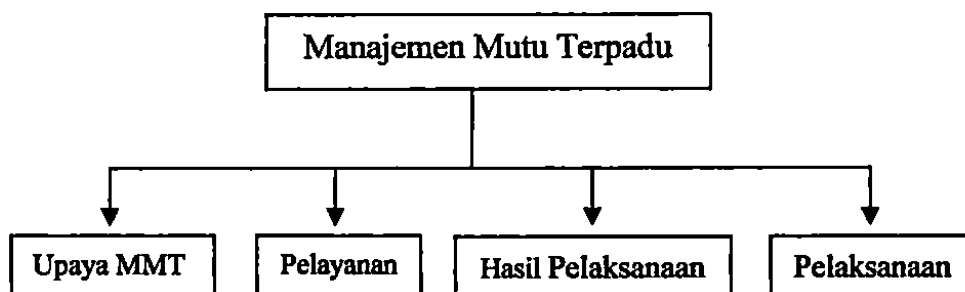 Manajemen Mutu Terpadu
Upaya MMT
Pelayanan
Hasil Pelaksanaan
Pelaksanaan